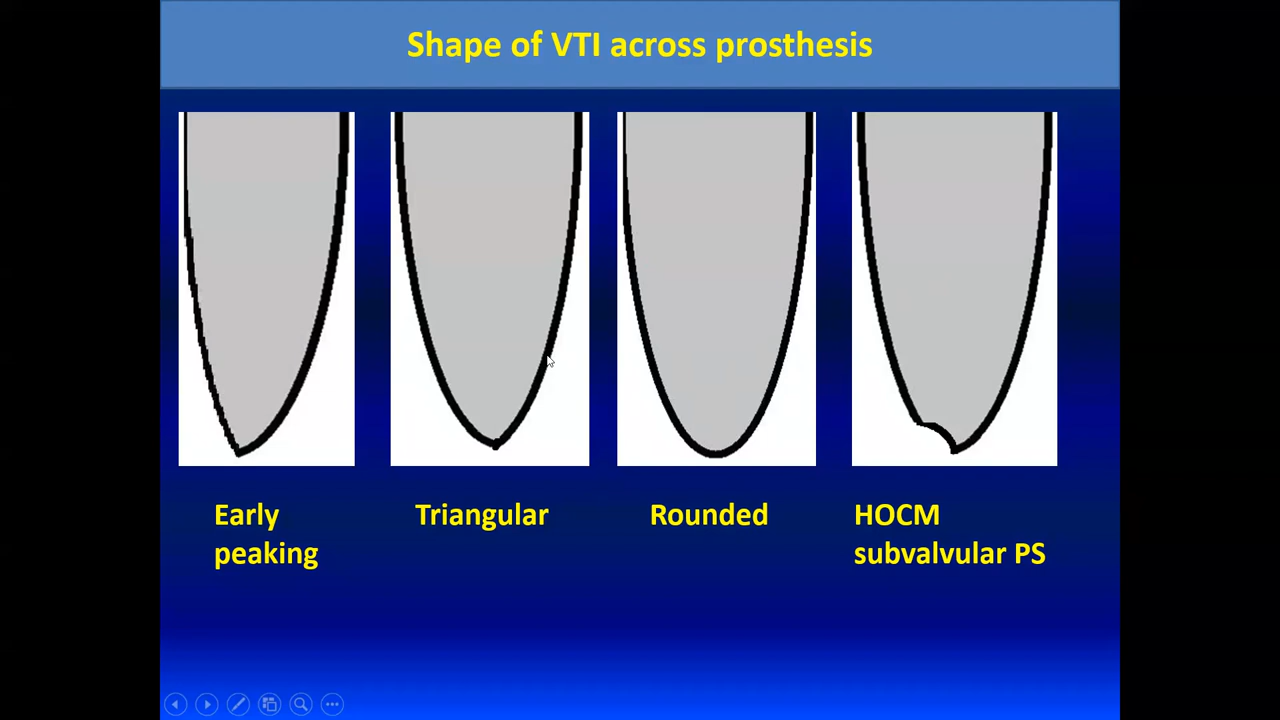 Shape of VTI across prosthesis
Early
peaking
Triangular
Rounded
HOCM
subvalvular PS